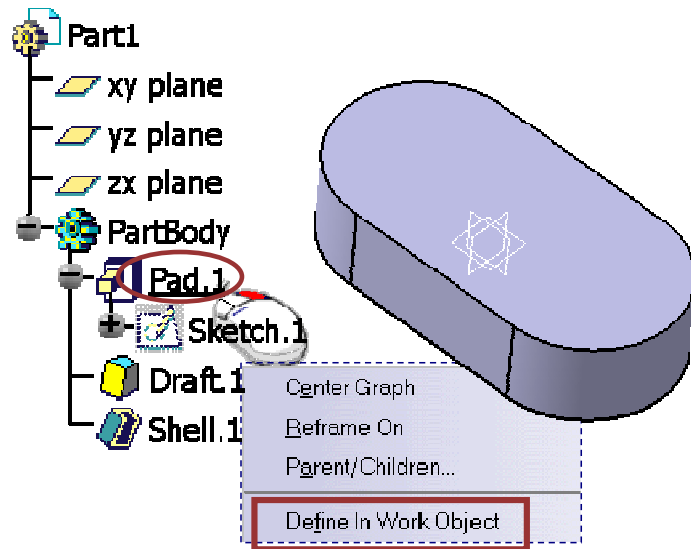 Part1
xy plane
yz plane
zx plane
PartBody
Pad.1
Sketch.1
Draft.1
Shell.1
Center Graph
Reframe On
Parent/Children...
Define In Work Object